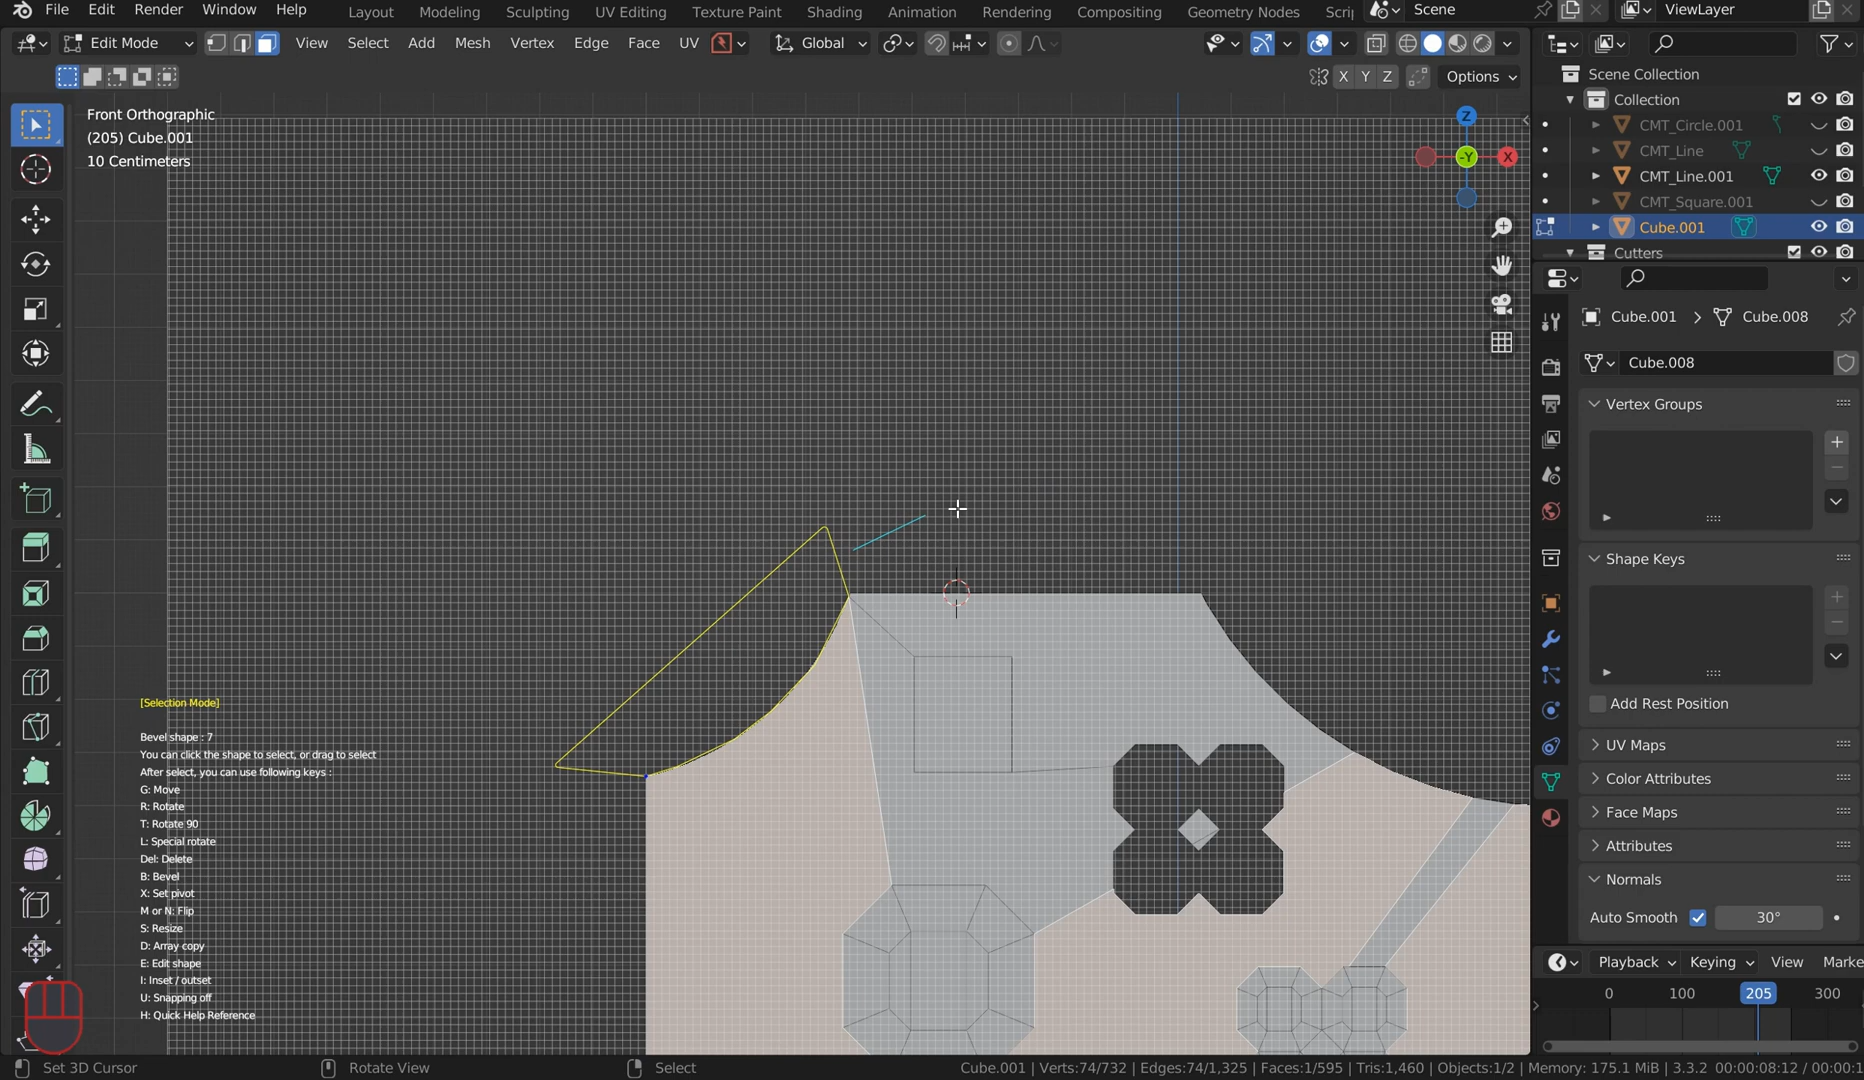 File Edit Render Window Help Layout Modeling Sculpting UV Editing Texture Paint Shading Animation Rendering Compositing Geometry Nodes Scri Scene ViewLayer
Edit Mode View Select Add Mesh Vertex Edge Face UV Global
X Y Z Options
Scene Collection
Collection
CMT_Circle.001
CMT_Line
CMT_Line.001
CMT_Square.001
Cube.001
Cutters
Front Orthographic
(205) Cube.001
10 Centimeters
Z
-Y X
Cube.001 > Cube.008
Cube.008
Vertex Groups
Shape Keys
Add Rest Position
UV Maps
Color Attributes
Face Maps
Attributes
Normals
Auto Smooth 30°
[Selection Mode]
Bevel shape : 7
You can click the shape to select, or drag to select
After select, you can use following keys :
G: Move
R: Rotate
T: Rotate 90
L: Special rotate
Del: Delete
B: Bevel
X: Set pivot
M or N: Flip
S: Resize
D: Array copy
E: Edit shape
I: Inset / outset
U: Snapping off
H: Quick Help Reference
Playback Keying View Marke
0 100 205 300
Set 3D Cursor Rotate View Select Cube.001 | Verts:74/732 | Edges:74/1,325 | Faces:1/595 | Tris:1,460 | Objects:1/2 | Memory: 175.1 MiB | 3.3.2 00:00:08:12 / 00:00:1